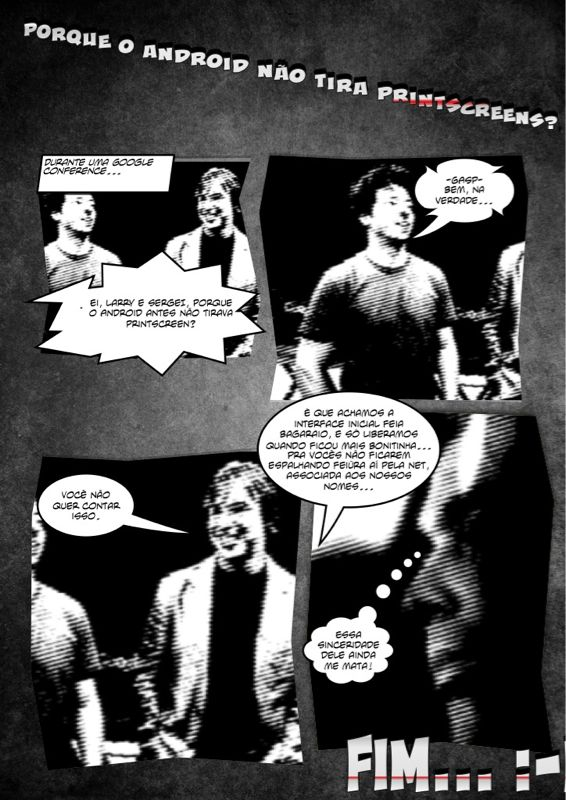 PORQUE O ANDROID NÃO TIRA PRINTSCREENS?
DURANTE UMA GOOGLE
CONFERENCE...
. EI, LARRY E SERGEI, PORQUE
O ANDROID ANTES NÃO TIRAVA
PRINTSCREEN?
-GASP-
BEM, NA
VERDADE...
VOCÊ NÃO
QUER CONTAR
ISSO.
É QUE ACHAMOS A
INTERFACE INICIAL FEIA
BAGARAIO, E SÓ LIBERAMOS
QUANDO FICOU MAIS BONITINHA...
PRA VOCÊS NÃO FICAREM
ESPALHANDO FEIÚRA AÍ PELA NET,
ASSOCIADA AOS NOSSOS
NOMES...
ESSA
SINCERIDADE
DELE AINDA
ME MATA!
FIM... :-